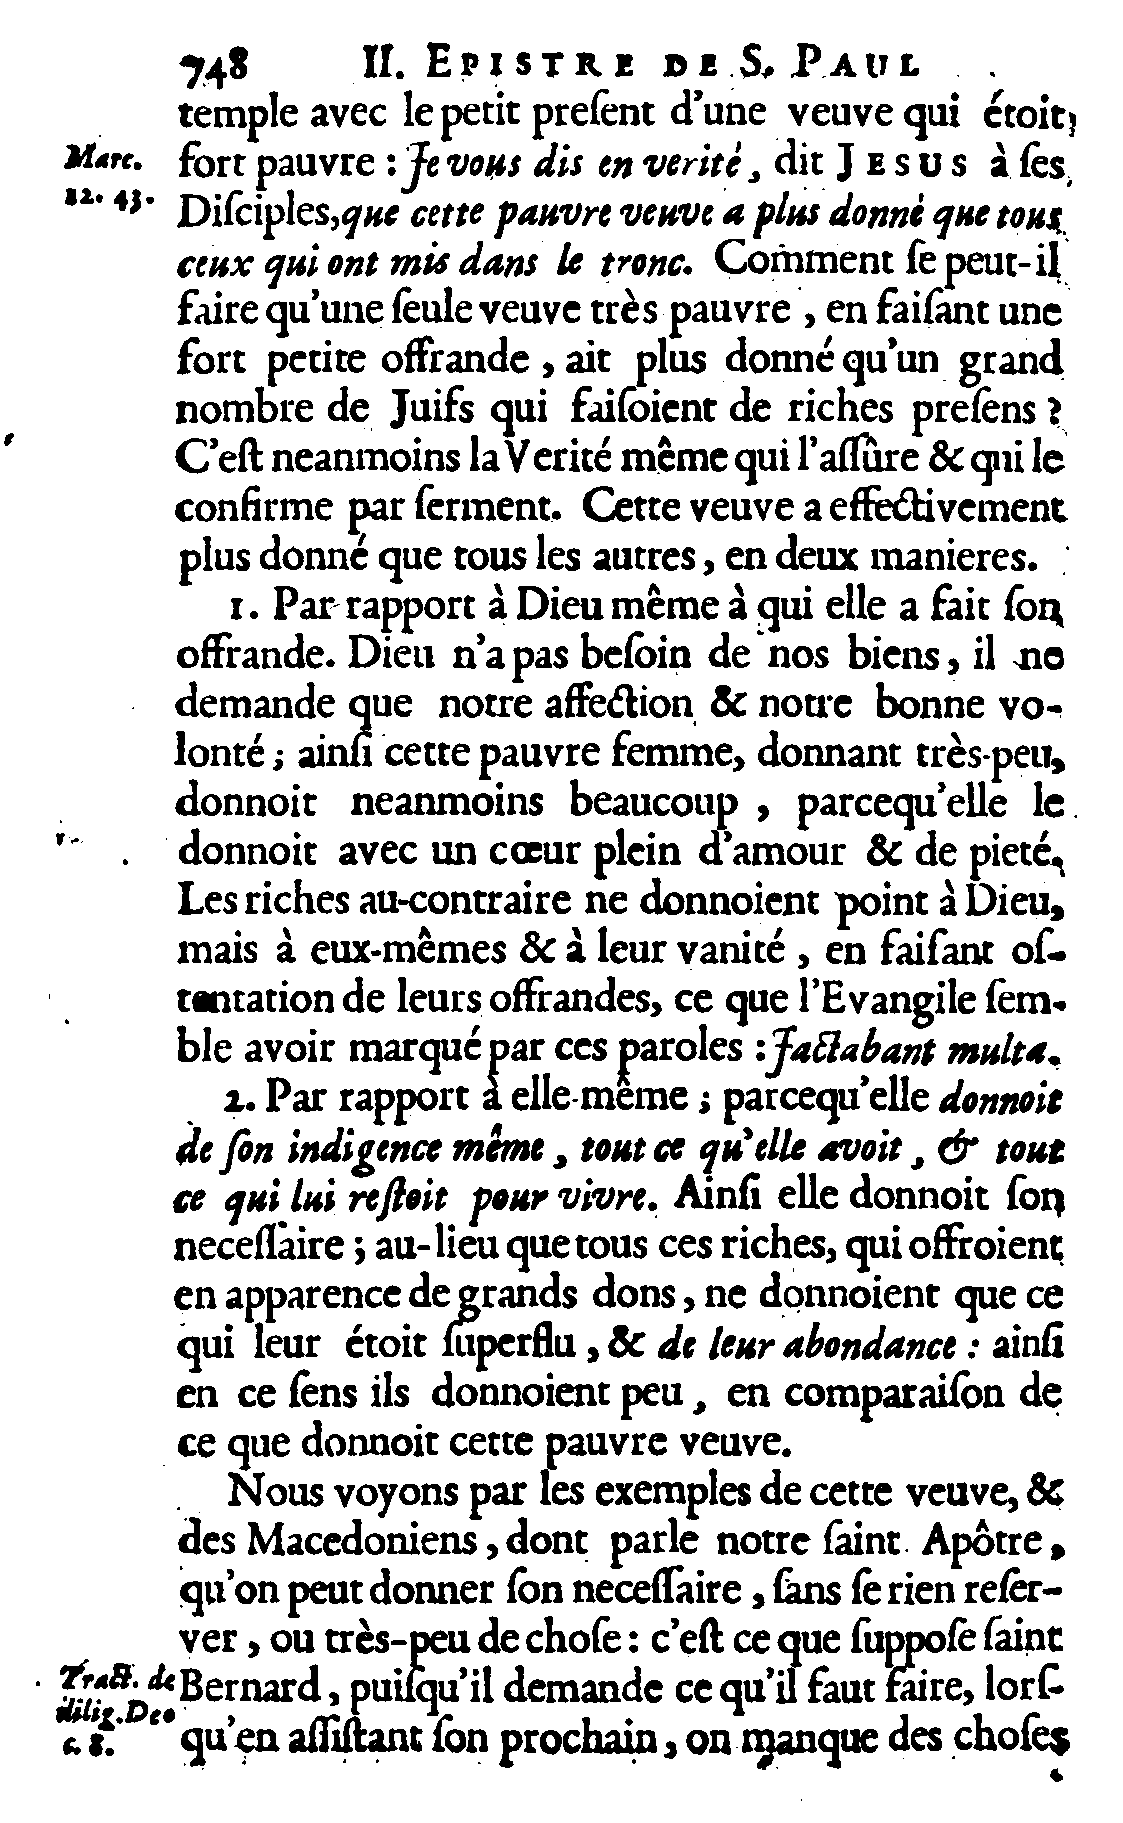 748 II. EPISTRE DE S. PAUL
temple avec le petit preſent d'une veuve qui étoit
Marc. fort pauvre : Je vous dis en verité, dit JESUS à ſes
12. 43. Diſciples, que cette pauvre veuve a plus donné que tous
ceux qui ont mis dans le tronc. Comment ſe peut-il
faire qu'une ſeule veuve très pauvre, en faiſant une
fort petite offrande, ait plus donné qu'un grand
nombre de Juifs qui faiſoient de riches preſens ?
C'eſt neanmoins la Verité même qui l'aſſûre & qui le
confirme par ſerment. Cette veuve a effectivement
plus donné que tous les autres, en deux manieres.
1. Par rapport à Dieu même à qui elle a fait ſon
offrande. Dieu n'a pas beſoin de nos biens, il ne
demande que notre affection & notre bonne vo-
lonté ; ainſi cette pauvre femme, donnant très-peu,
donnoit neanmoins beaucoup, parcequ'elle le
donnoit avec un cœur plein d'amour & de pieté.
Les riches au-contraire ne donnoient point à Dieu,
mais à eux-mêmes & à leur vanité, en faiſant oſ-
tentation de leurs offrandes, ce que l'Evangile ſem-
ble avoir marqué par ces paroles : Jactabant multa.
2. Par rapport à elle-même ; parcequ'elle donnoit
de ſon indigence même, tout ce qu'elle avoit, & tout
ce qui lui reſtoit pour vivre. Ainſi elle donnoit ſon
neceſſaire ; au-lieu que tous ces riches, qui offroient
en apparence de grands dons, ne donnoient que ce
qui leur étoit ſuperflu, & de leur abondance : ainſi
en ce ſens ils donnoient peu, en comparaiſon de
ce que donnoit cette pauvre veuve.
Nous voyons par les exemples de cette veuve, &
des Macedoniens, dont parle notre ſaint Apôtre,
qu'on peut donner ſon neceſſaire, ſans ſe rien reſer-
ver, ou très-peu de choſe : c'eſt ce que ſuppoſe ſaint
Tract. de Bernard, puiſqu'il demande ce qu'il faut faire, lorſ-
dilig. Deo
c. 8. qu'en aſſiſtant ſon prochain, on manque des choſes